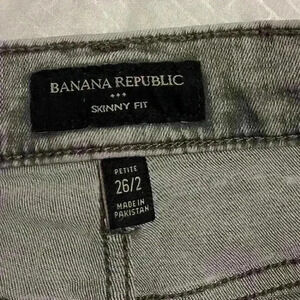 BANANA REPUBLIC
***
SKINNY FIT
PETITE
26/2
MADE IN
PAKISTAN